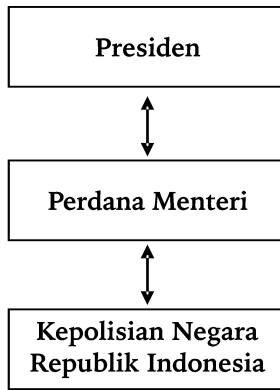 Presiden
Perdana Menteri
Kepolisian Negara
Republik Indonesia